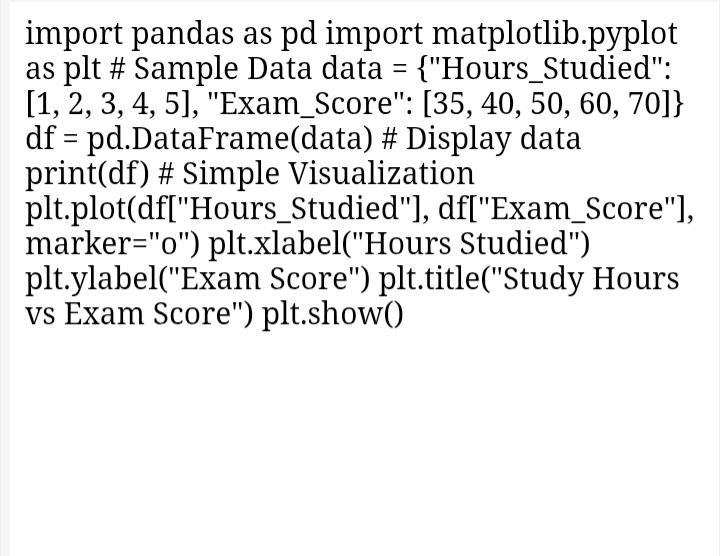 import pandas as pd import matplotlib.pyplot
as plt # Sample Data data = {"Hours_Studied":
[1, 2, 3, 4, 5], "Exam_Score": [35, 40, 50, 60, 70]}
df = pd.DataFrame(data) # Display data
print(df) # Simple Visualization
plt.plot(df["Hours_Studied"], df["Exam_Score"],
marker="o") plt.xlabel("Hours Studied")
plt.ylabel("Exam Score") plt.title("Study Hours
vs Exam Score") plt.show()